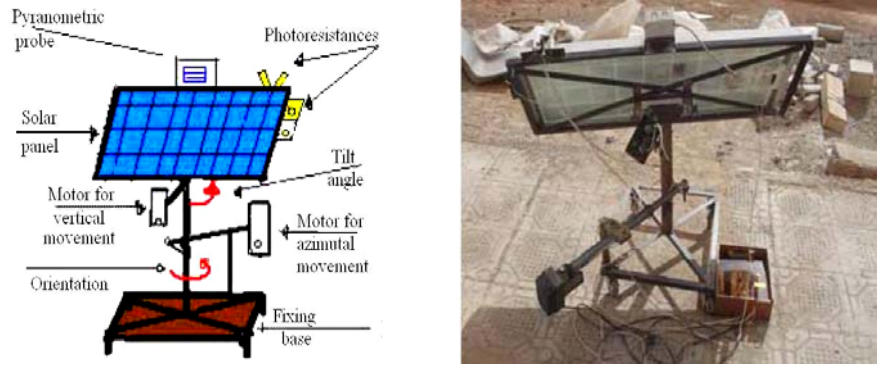 Pyranometric
probe
Photoresistances
Solar
panel
Tilt
angle
Motor for
vertical
movement
Motor for
azimutal
movement
Orientation
Fixing
base